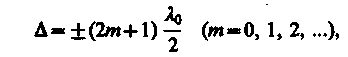 Δ = ± (2m+1) λ₀/2 (m=0, 1, 2, ...),